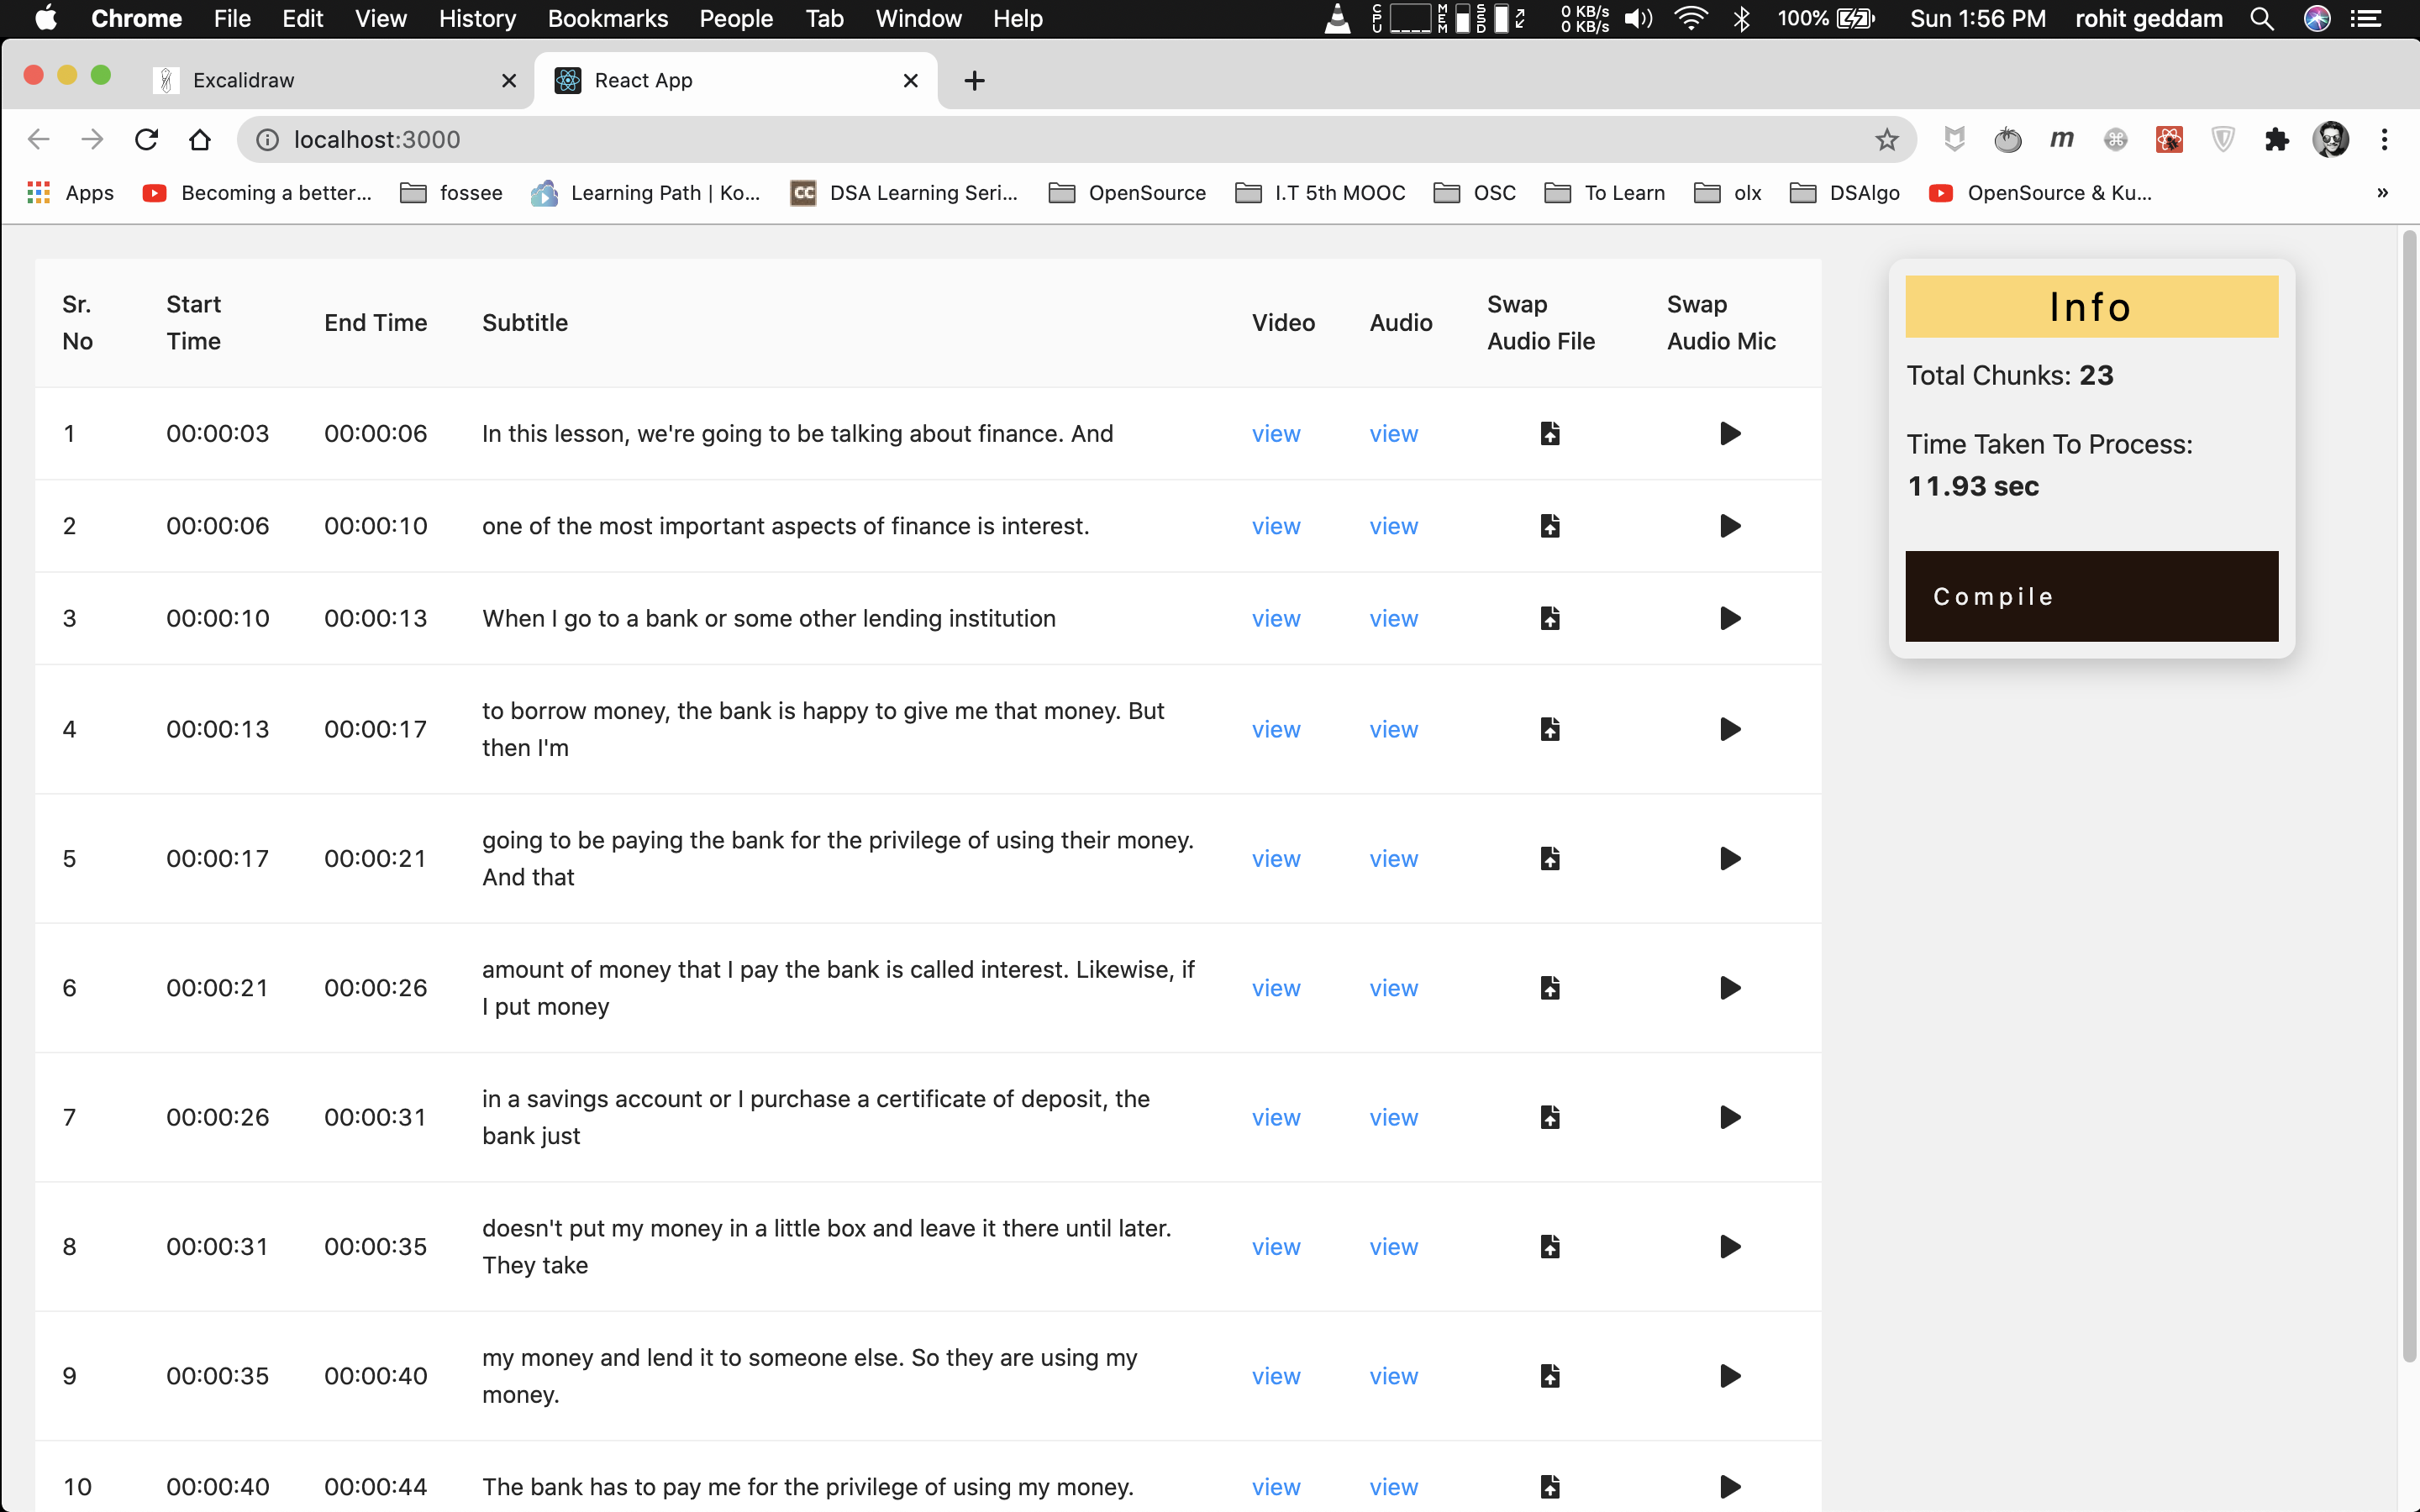 Chrome File Edit View History Bookmarks People Tab Window Help CPU MEM SSD 0 KB/s 0 KB/s 100% Sun 1:56 PM rohit geddam
Excalidraw React App
localhost:3000 m
Apps Becoming a better... fossee Learning Path | Ko... CC DSA Learning Seri... OpenSource I.T 5th MOOC OSC To Learn olx DSAlgo OpenSource & Ku... »
Sr. No Start Time End Time Subtitle Video Audio Swap Audio File Swap Audio Mic
1 00:00:03 00:00:06 In this lesson, we're going to be talking about finance. And view view
2 00:00:06 00:00:10 one of the most important aspects of finance is interest. view view
3 00:00:10 00:00:13 When I go to a bank or some other lending institution view view
4 00:00:13 00:00:17 to borrow money, the bank is happy to give me that money. But then I'm view view
5 00:00:17 00:00:21 going to be paying the bank for the privilege of using their money. And that view view
6 00:00:21 00:00:26 amount of money that I pay the bank is called interest. Likewise, if I put money view view
7 00:00:26 00:00:31 in a savings account or I purchase a certificate of deposit, the bank just view view
8 00:00:31 00:00:35 doesn't put my money in a little box and leave it there until later. They take view view
9 00:00:35 00:00:40 my money and lend it to someone else. So they are using my money. view view
10 00:00:40 00:00:44 The bank has to pay me for the privilege of using my money. view view
Info
Total Chunks: 23
Time Taken To Process:
11.93 sec
Compile